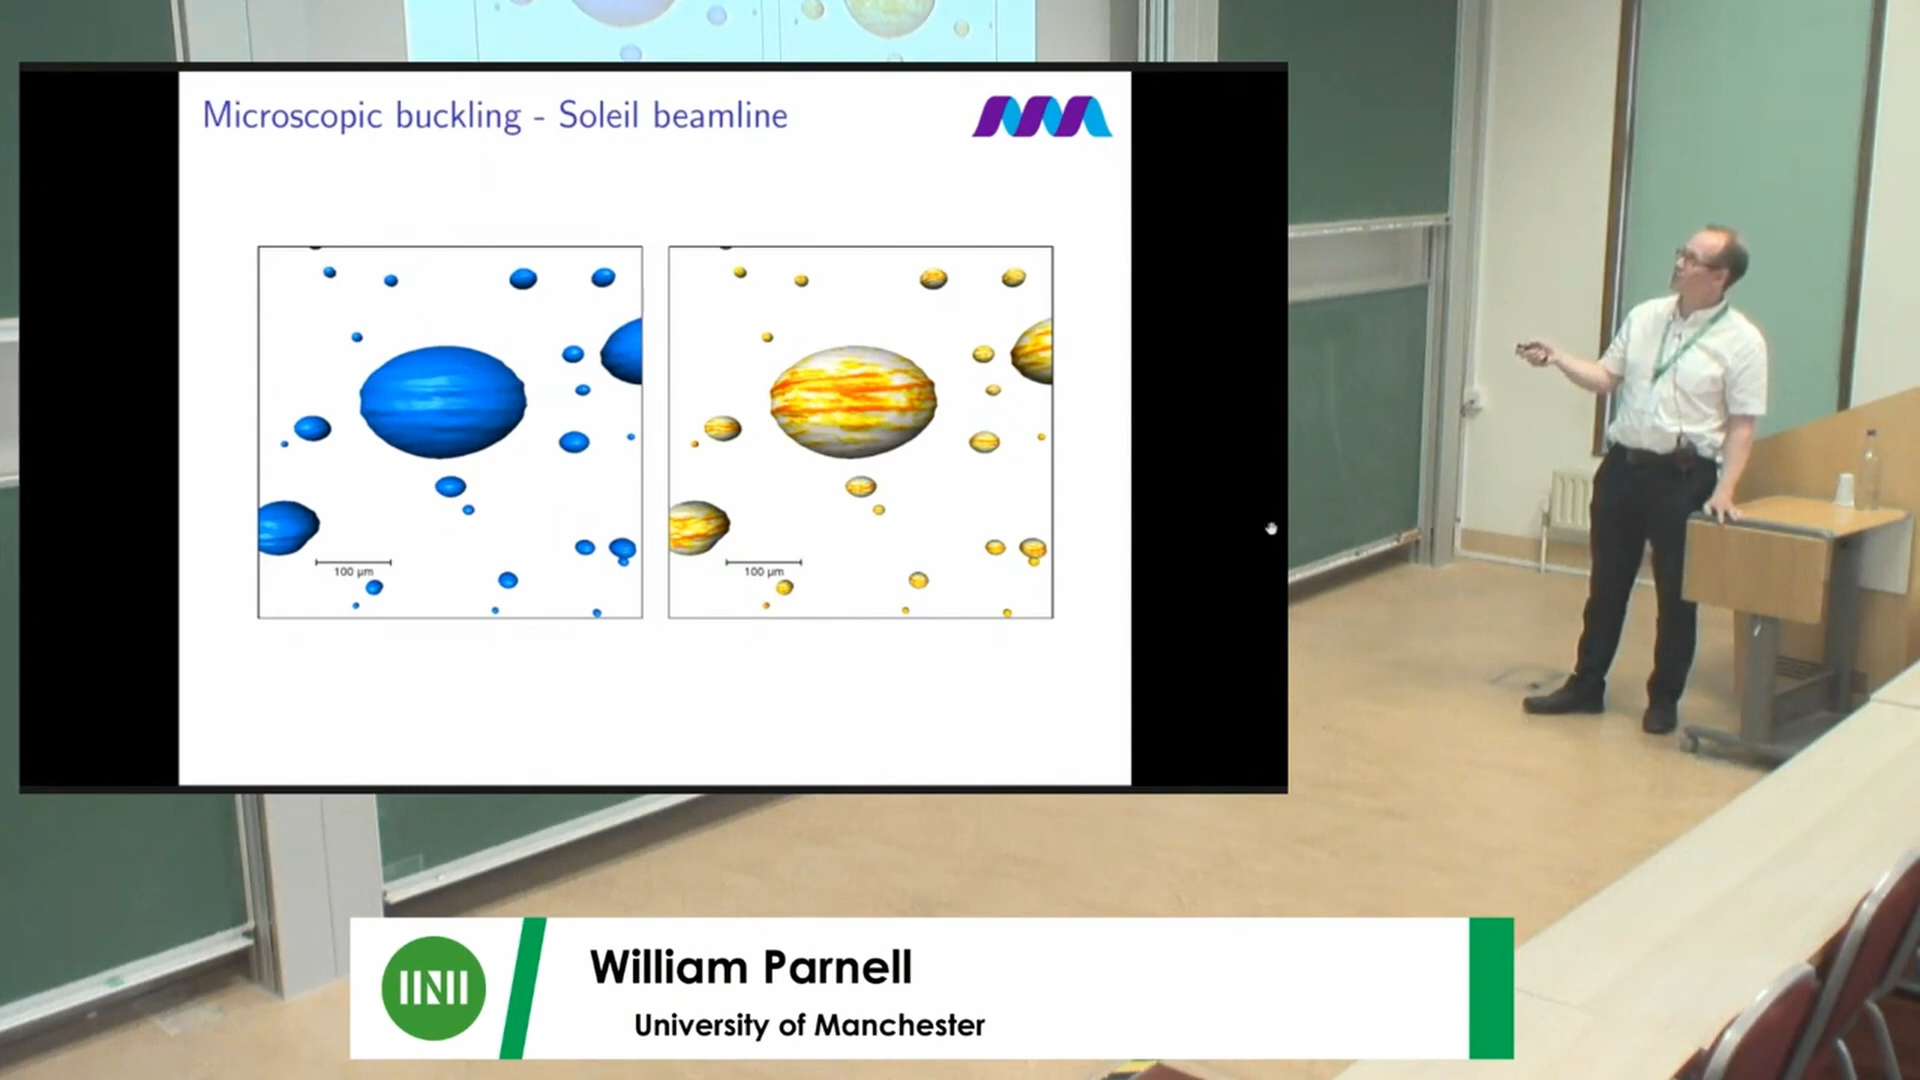 Microscopic buckling - Soleil beamline
100 µm
100 µm
William Parnell
University of Manchester